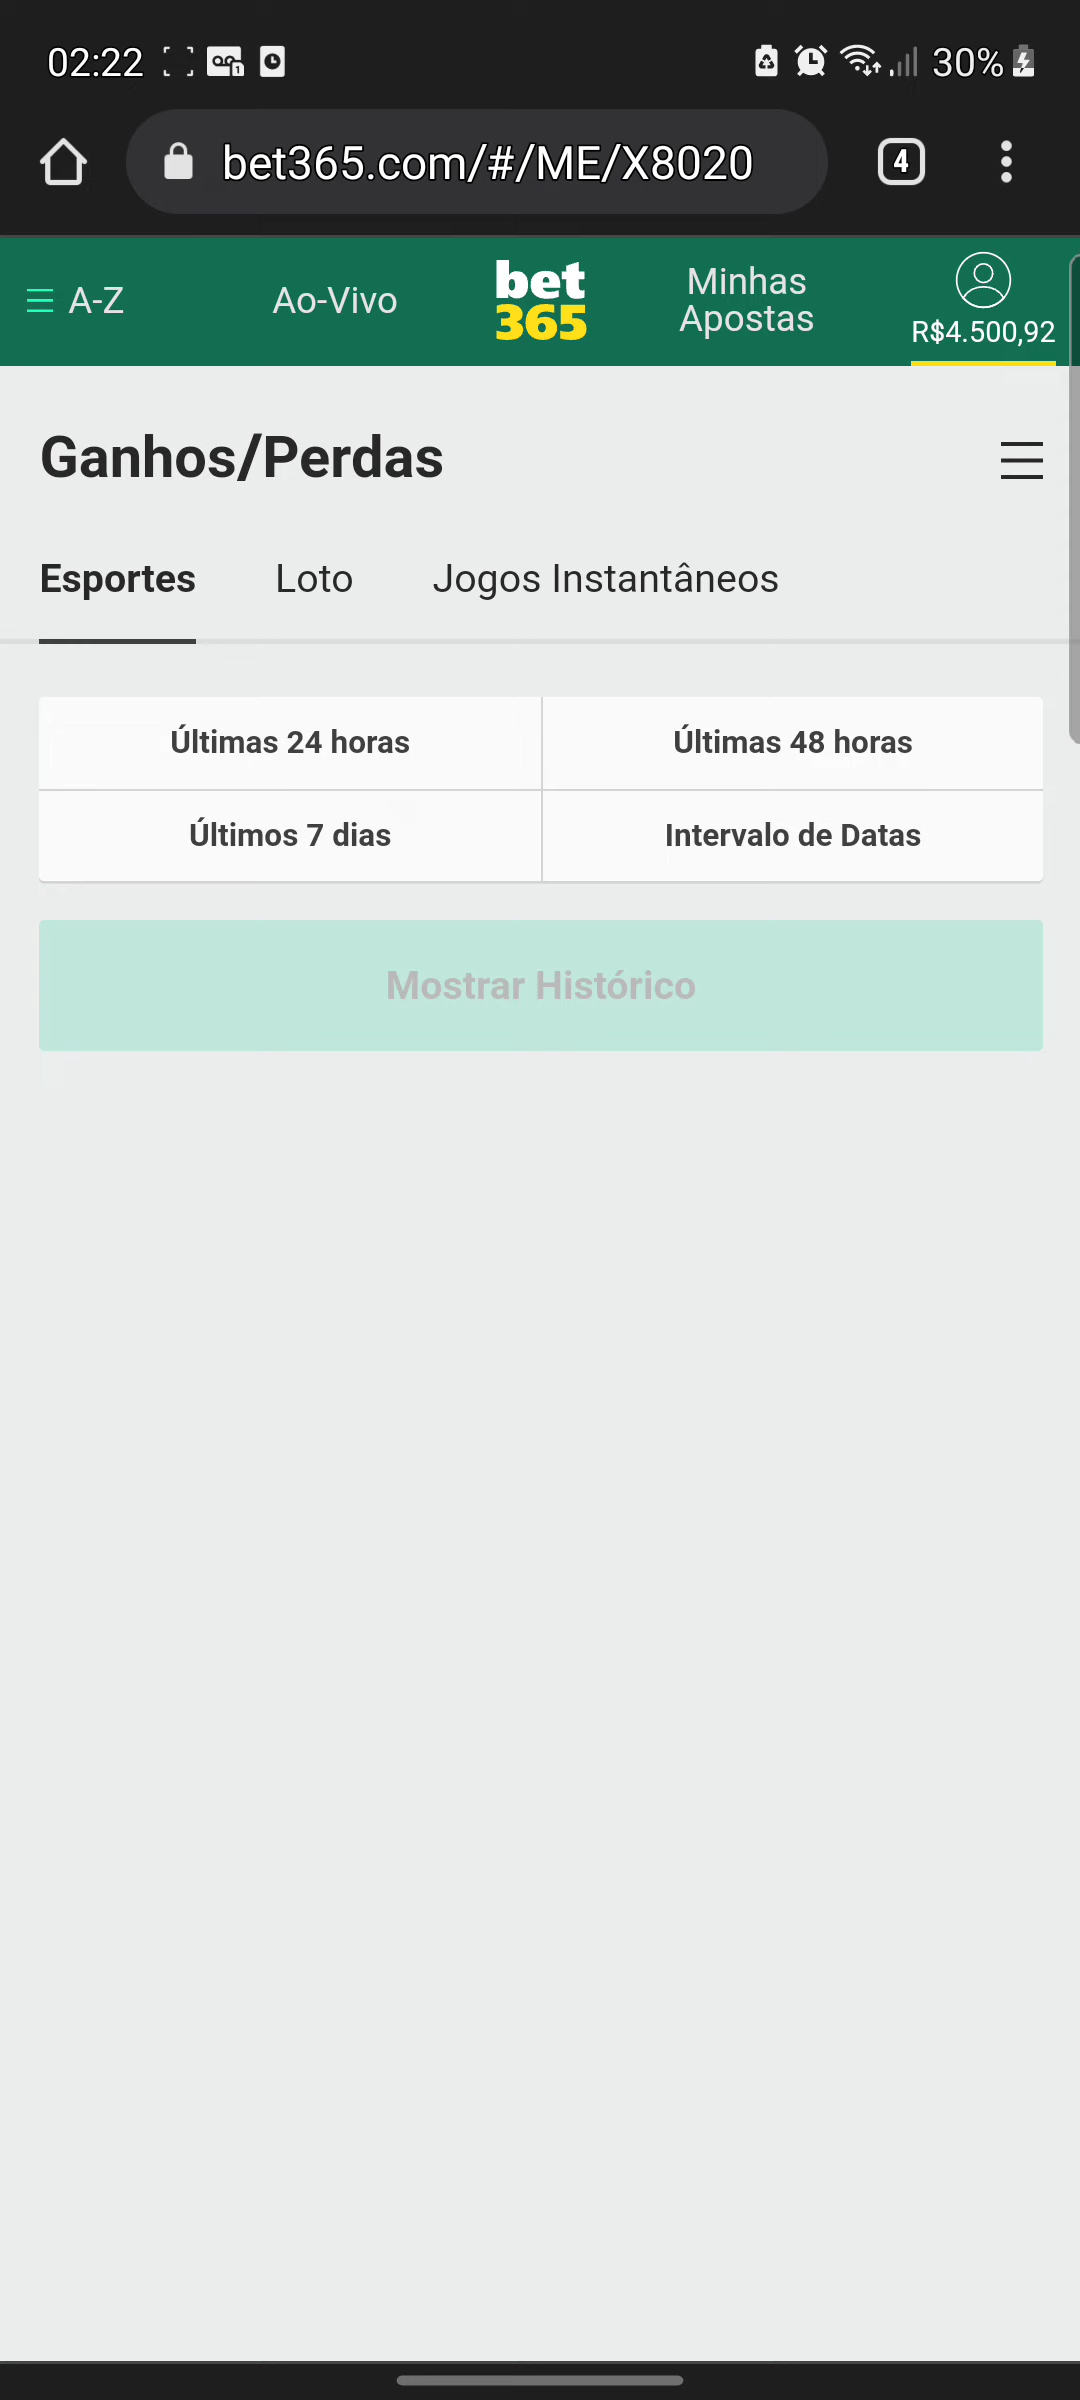 02:22
30%
bet365.com/#/ME/X8020
4
A-Z
Ao-Vivo
bet
365
Minhas
Apostas
R$4.500,92
Ganhos/Perdas
Esportes
Loto
Jogos Instantâneos
Últimas 24 horas
Últimas 48 horas
Últimos 7 dias
Intervalo de Datas
Mostrar Histórico